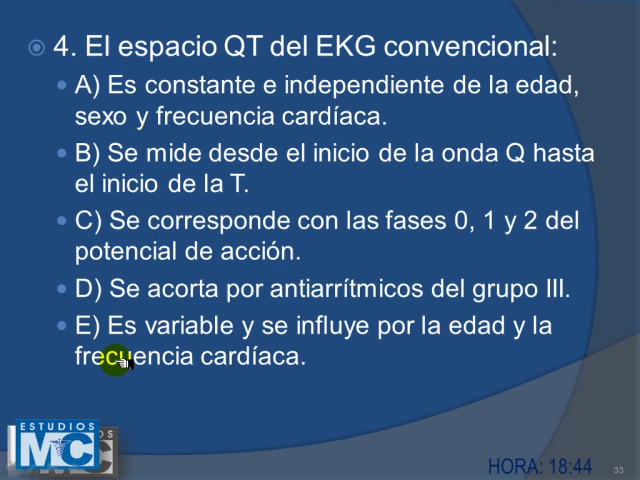 4. El espacio QT del EKG convencional:
A) Es constante e independiente de la edad,
sexo y frecuencia cardíaca.
B) Se mide desde el inicio de la onda Q hasta
el inicio de la T.
C) Se corresponde con las fases 0, 1 y 2 del
potencial de acción.
D) Se acorta por antiarrítmicos del grupo III.
E) Es variable y se influye por la edad y la
frecuencia cardíaca.
ESTUDIOS
MC
HORA: 18:44
33